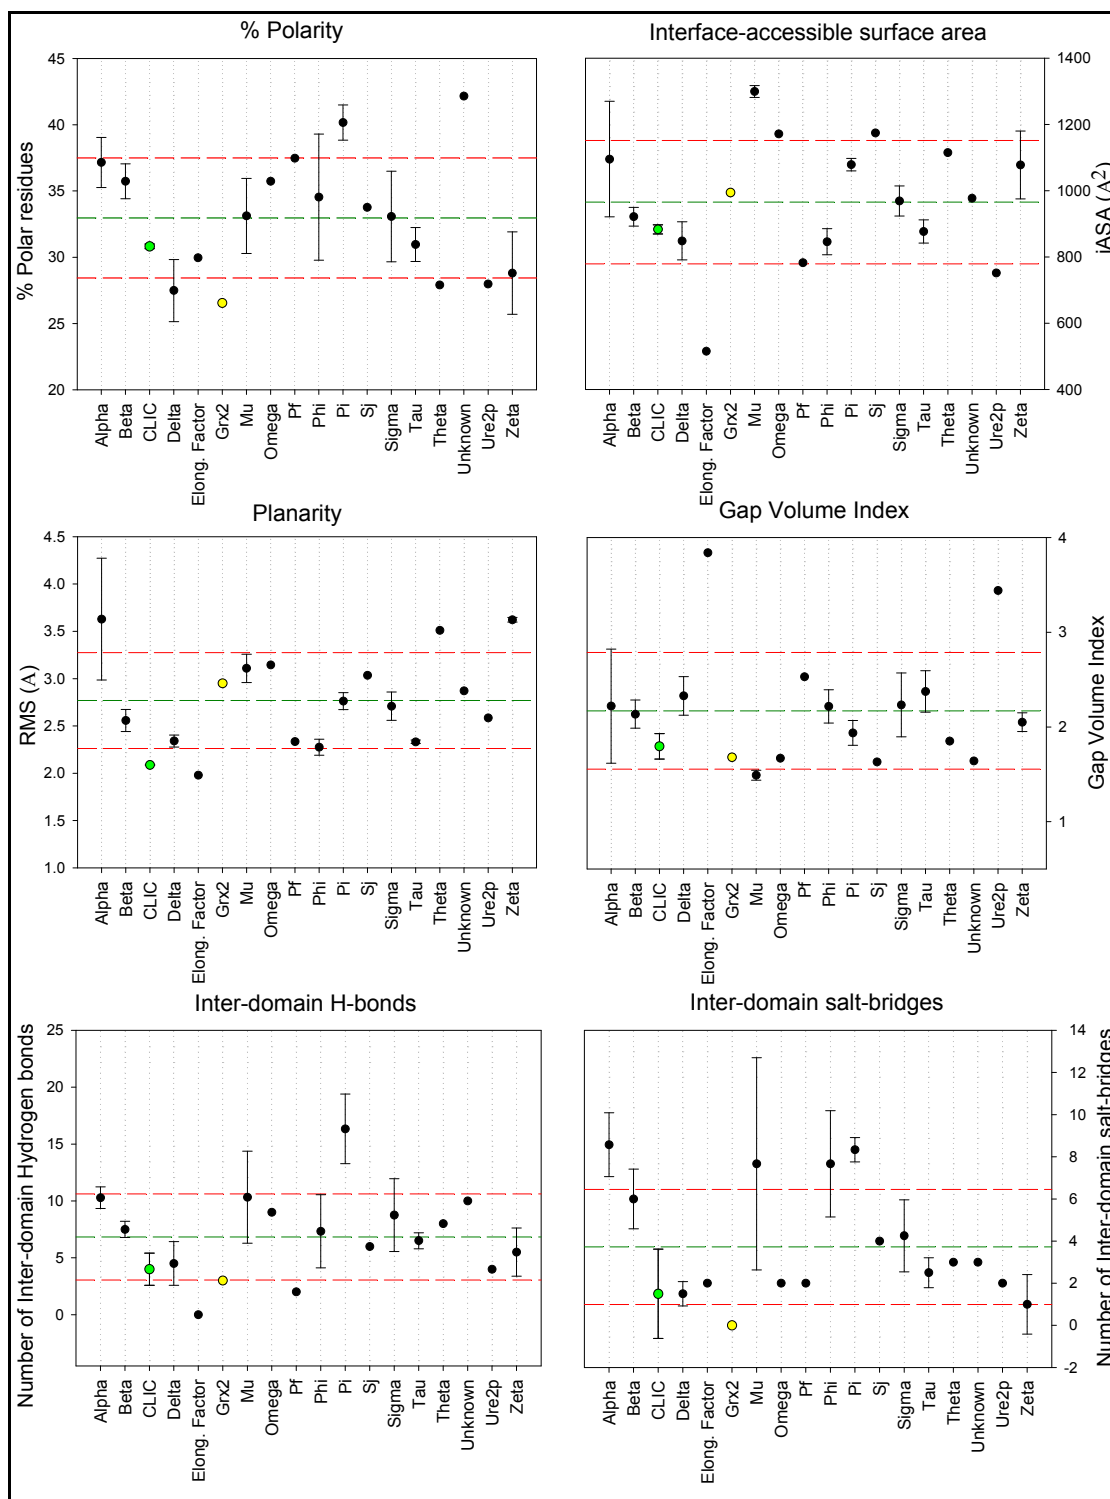 % Polarity
% Polar residues
45
40
35
30
25
20
Alpha
Beta
CLIC
Delta
Elong. Factor
Grx2
Mu
Omega
Pf
Phi
Pi
Sj
Sigma
Tau
Theta
Unknown
Ure2p
Zeta
Interface-accessible surface area
1400
1200
1000
800
600
400
iASA (A²)
Alpha
Beta
CLIC
Delta
Elong. Factor
Grx2
Mu
Omega
Pf
Phi
Pi
Sj
Sigma
Tau
Theta
Unknown
Ure2p
Zeta
Planarity
RMS (A)
4.5
4.0
3.5
3.0
2.5
2.0
1.5
1.0
Alpha
Beta
CLIC
Delta
Elong. Factor
Grx2
Mu
Omega
Pf
Phi
Pi
Sj
Sigma
Tau
Theta
Unknown
Ure2p
Zeta
Gap Volume Index
4
3
2
1
Gap Volume Index
Alpha
Beta
CLIC
Delta
Elong. Factor
Grx2
Mu
Omega
Pf
Phi
Pi
Sj
Sigma
Tau
Theta
Unknown
Ure2p
Zeta
Inter-domain H-bonds
Number of Inter-domain Hydrogen bonds
25
20
15
10
5
0
Alpha
Beta
CLIC
Delta
Elong. Factor
Grx2
Mu
Omega
Pf
Phi
Pi
Sj
Sigma
Tau
Theta
Unknown
Ure2p
Zeta
Inter-domain salt-bridges
14
12
10
8
6
4
2
0
-2
Number of Inter-domain salt-bridges
Alpha
Beta
CLIC
Delta
Elong. Factor
Grx2
Mu
Omega
Pf
Phi
Pi
Sj
Sigma
Tau
Theta
Unknown
Ure2p
Zeta